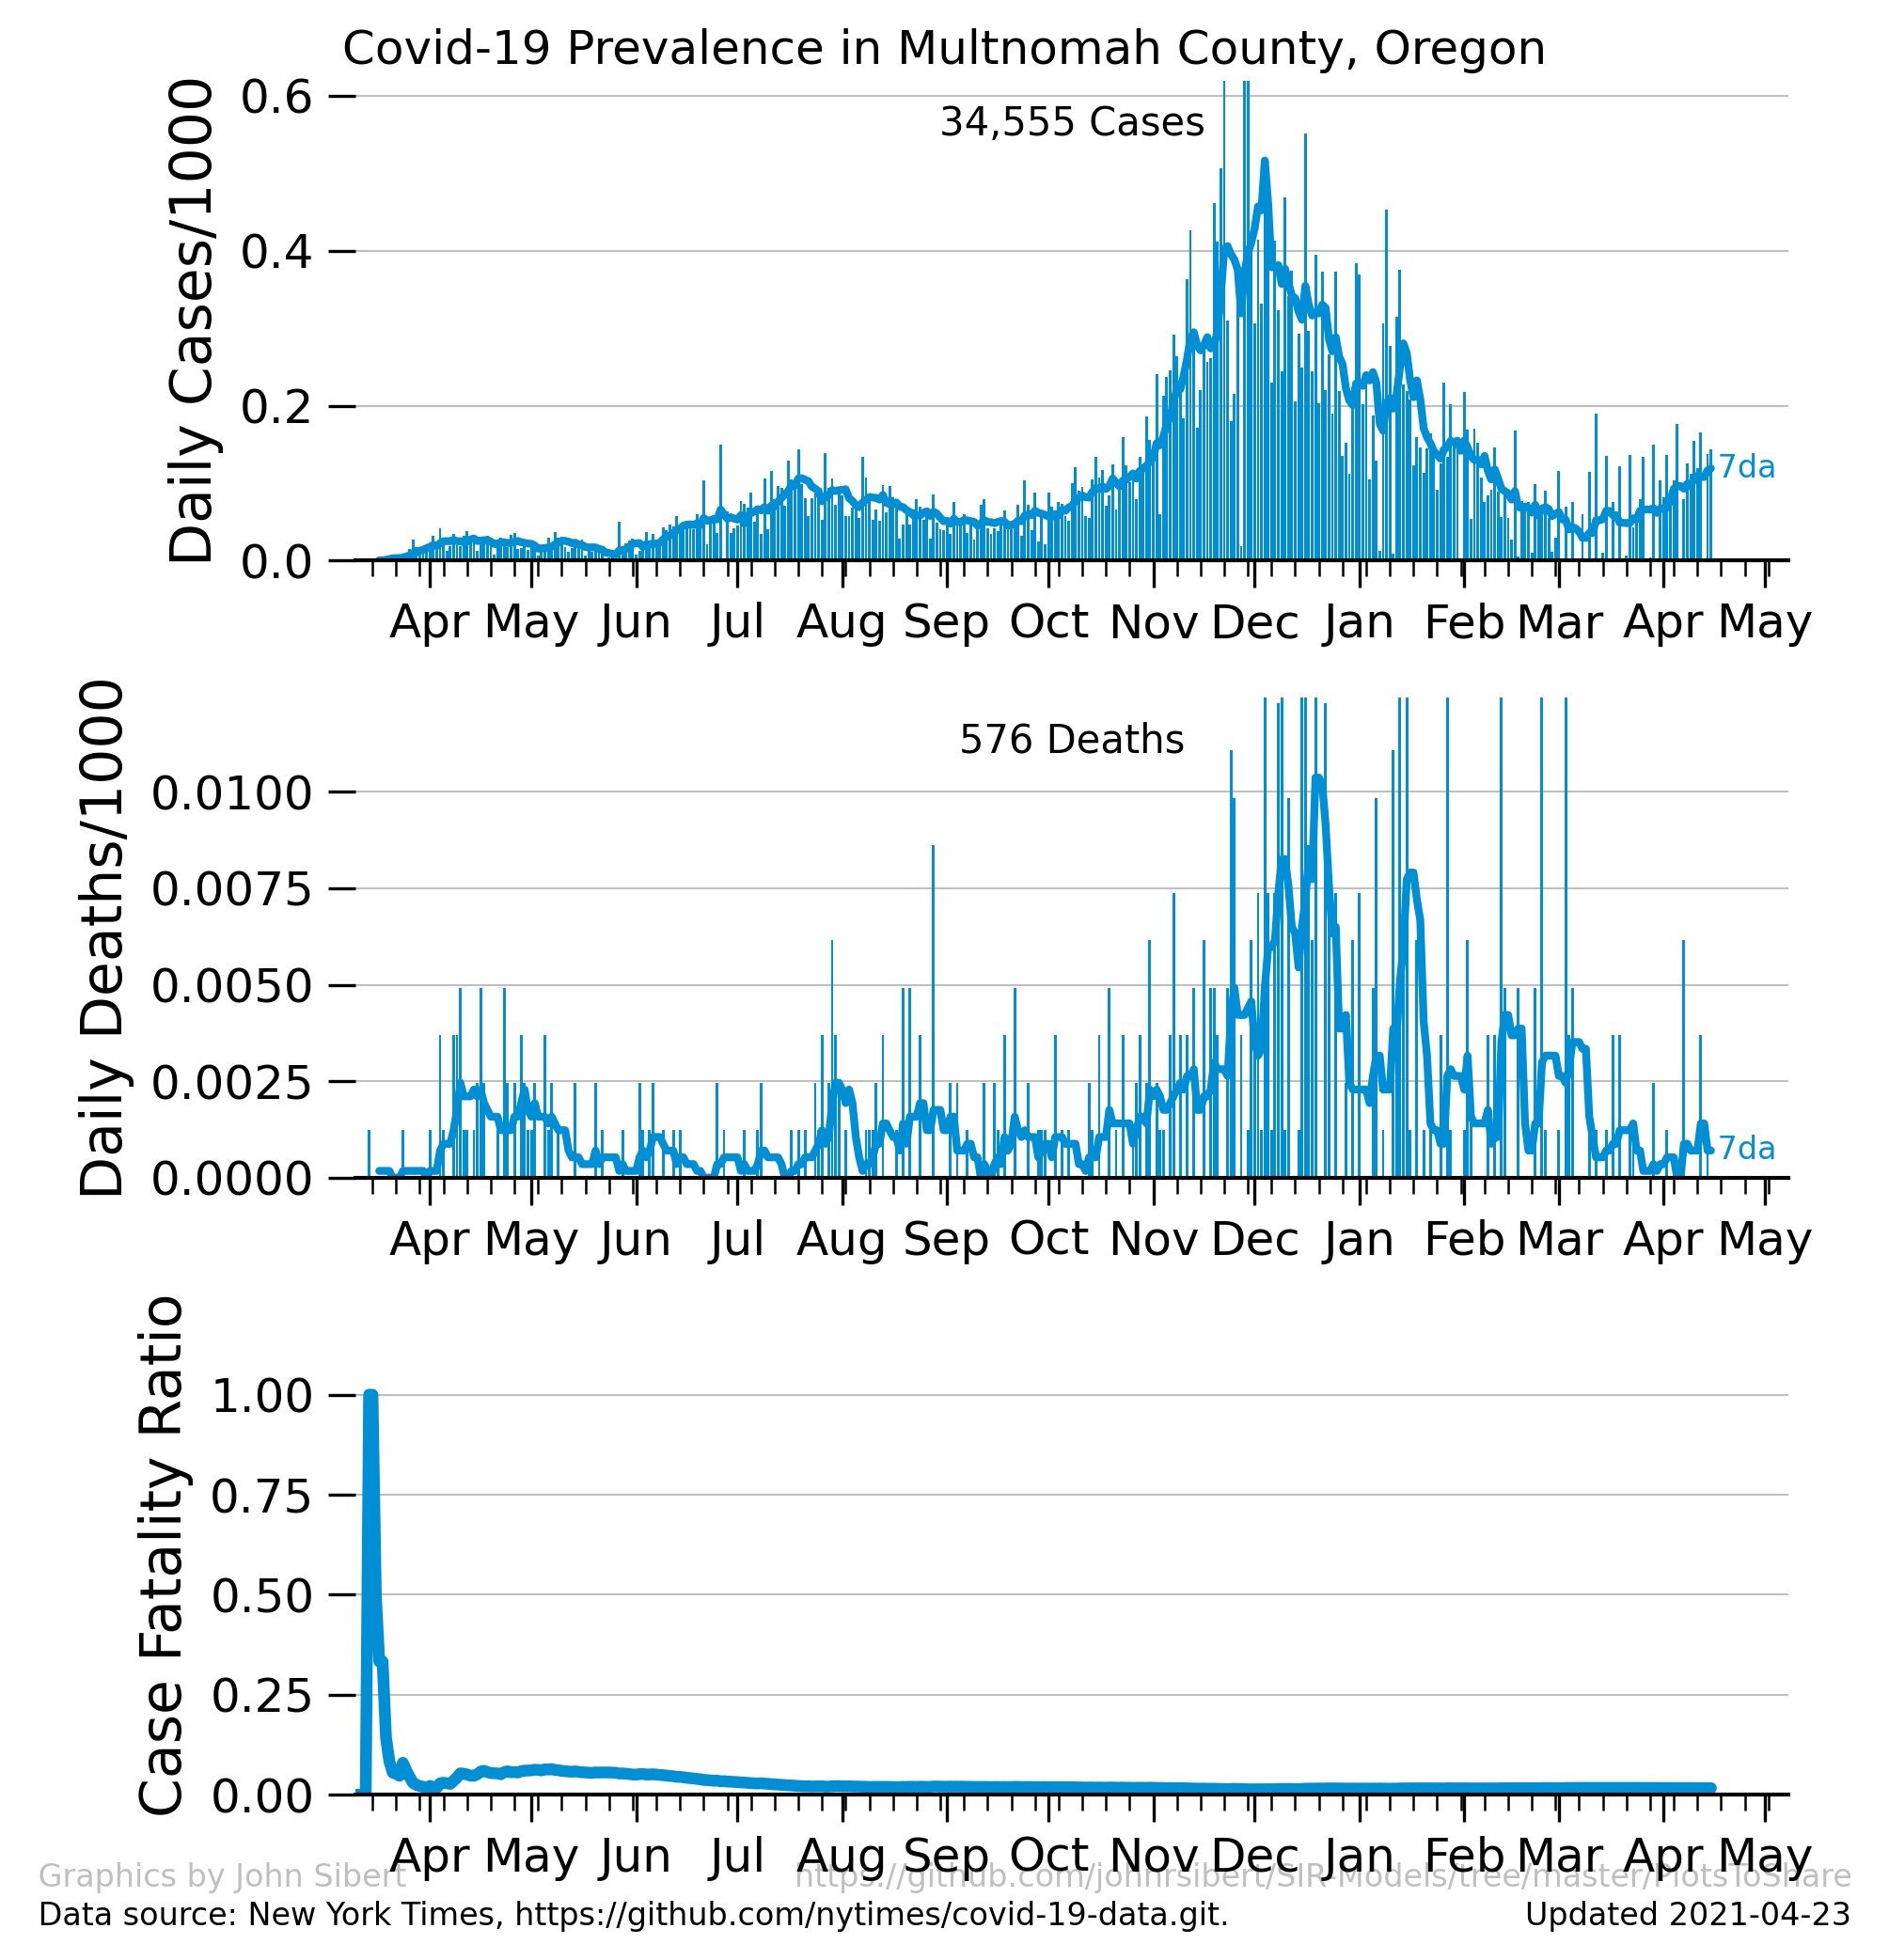 Covid-19 Prevalence in Multnomah County, Oregon
Daily Cases/1000
0.6
0.4
0.2
0.0
34,555 Cases
7da
Apr May Jun Jul Aug Sep Oct Nov Dec Jan Feb Mar Apr May
Daily Deaths/1000
0.0100
0.0075
0.0050
0.0025
0.0000
576 Deaths
7da
Apr May Jun Jul Aug Sep Oct Nov Dec Jan Feb Mar Apr May
Case Fatality Ratio
1.00
0.75
0.50
0.25
0.00
Apr May Jun Jul Aug Sep Oct Nov Dec Jan Feb Mar Apr May
Graphics by John Sibert
https://github.com/johnrsibert/SIR-Models/tree/master/PlotsToShare
Data source: New York Times, https://github.com/nytimes/covid-19-data.git.
Updated 2021-04-23